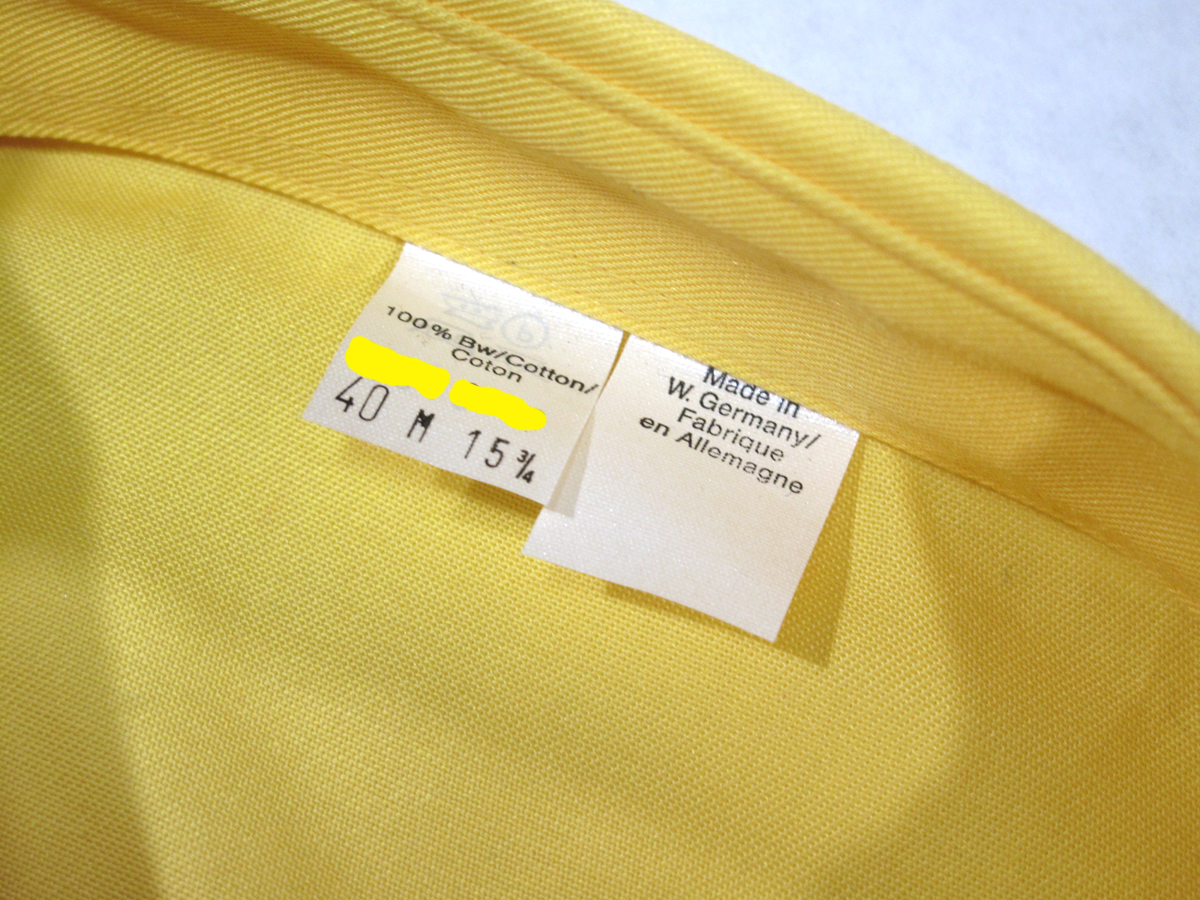 100% Bw/Cotton/
Coton
40 M 15¾
Made in
W. Germany/
Fabrique
en Allemagne